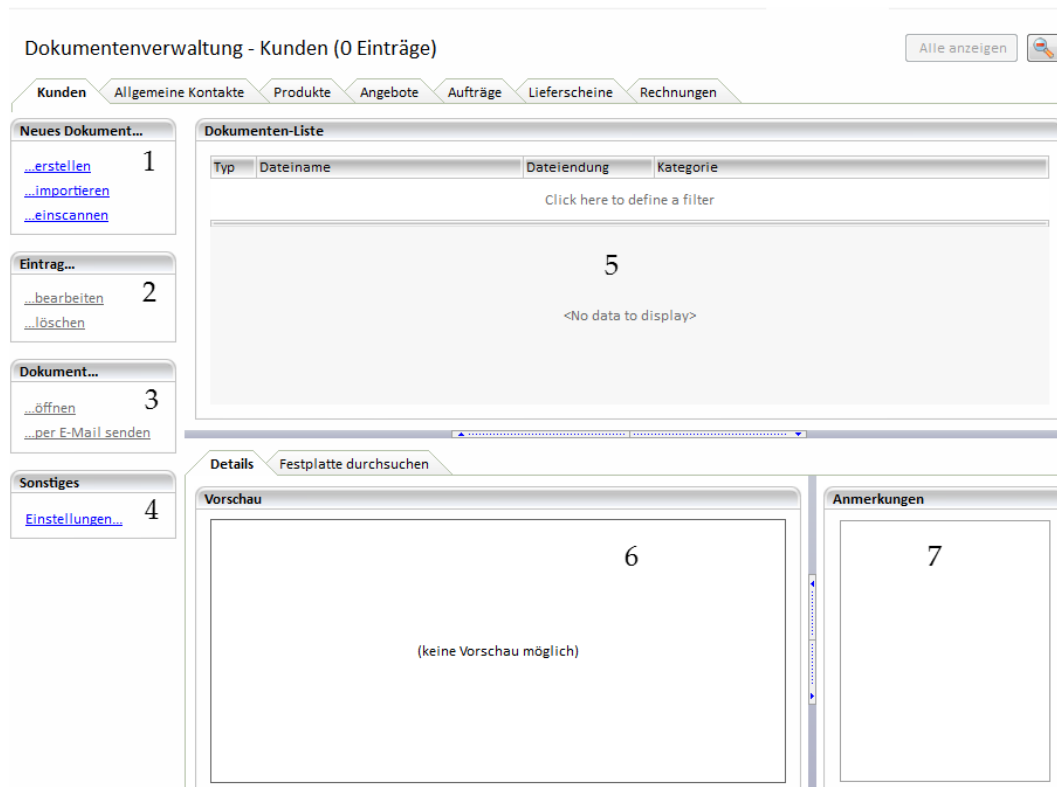 Dokumentenverwaltung - Kunden (0 Einträge)
Alle anzeigen
Kunden Allgemeine Kontakte Produkte Angebote Aufträge Lieferscheine Rechnungen
Neues Dokument...
...erstellen 1
...importieren
...einscannen
Eintrag...
...bearbeiten 2
...löschen
Dokument...
...öffnen 3
...per E-Mail senden
Sonstiges
Einstellungen... 4
Dokumenten-Liste
Typ Dateiname Dateiendung Kategorie
Click here to define a filter
5
<No data to display>
Details Festplatte durchsuchen
Vorschau
6
(keine Vorschau möglich)
Anmerkungen
7